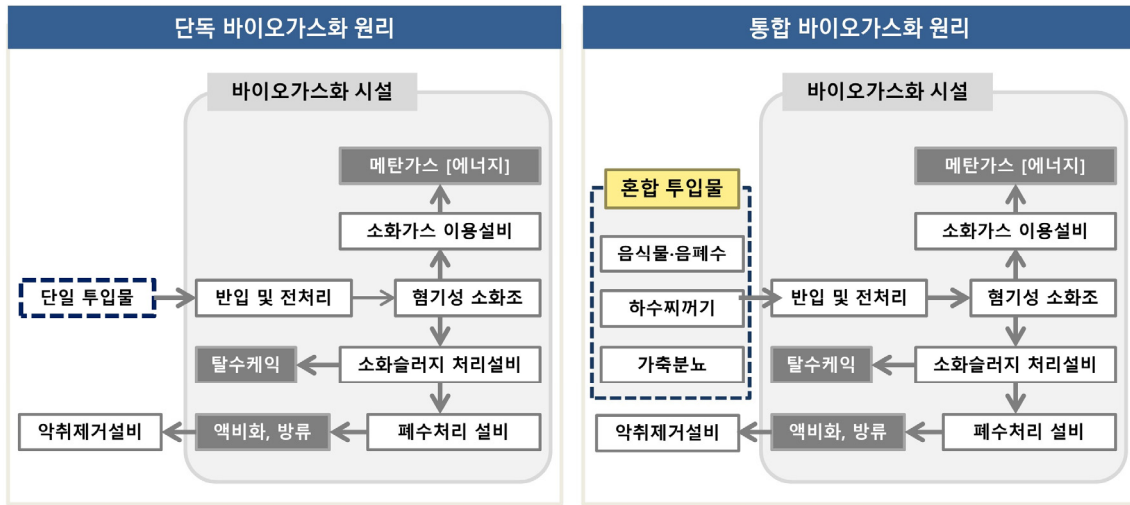 단독 바이오가스화 원리
바이오가스화 시설
메탄가스 [에너지]
소화가스 이용설비
단일 투입물
반입 및 전처리
혐기성 소화조
탈수케익
소화슬러지 처리설비
악취제거설비
액비화, 방류
폐수처리 설비
통합 바이오가스화 원리
바이오가스화 시설
메탄가스 [에너지]
혼합 투입물
소화가스 이용설비
음식물·음폐수
하수찌꺼기
반입 및 전처리
혐기성 소화조
가축분뇨
탈수케익
소화슬러지 처리설비
악취제거설비
액비화, 방류
폐수처리 설비